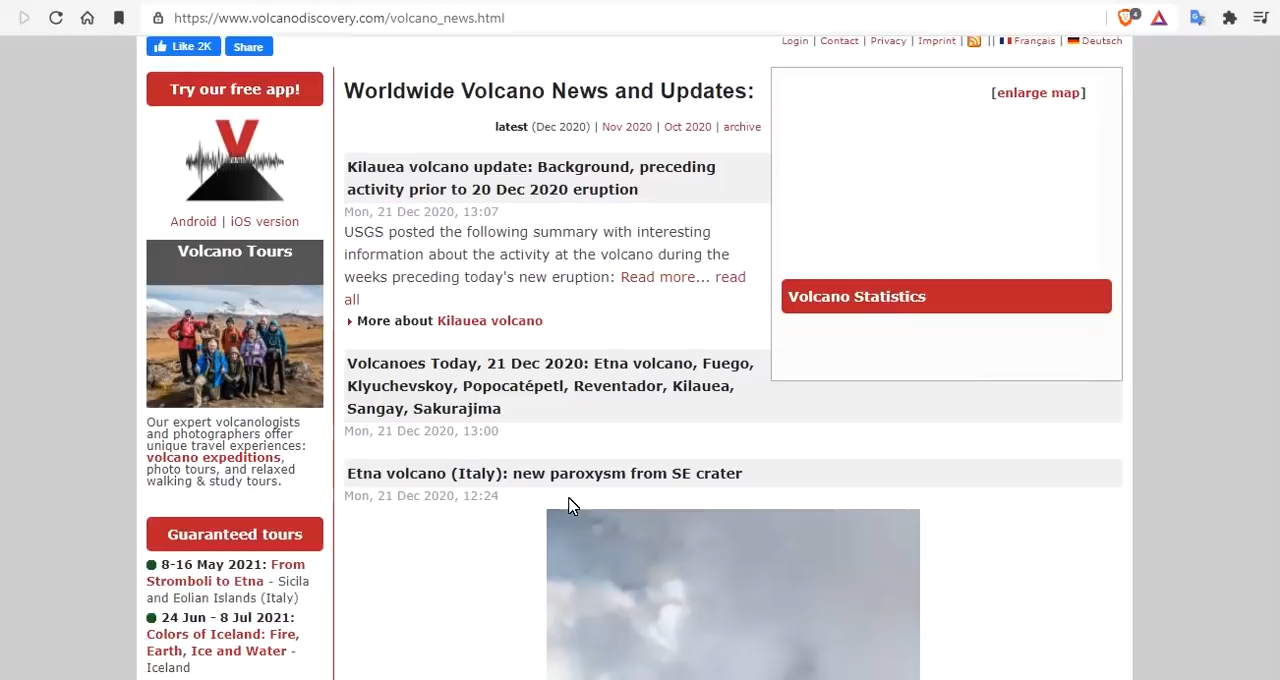 https://www.volcanodiscovery.com/volcano_news.html
4
Like 2K
Share
Login | Contact | Privacy | Imprint | || Français | Deutsch
Try our free app!
V
Android | iOS version
Volcano Tours
Our expert volcanologists
and photographers offer
unique travel experiences:
volcano expeditions,
photo tours, and relaxed
walking & study tours.
Guaranteed tours
8-16 May 2021: From
Stromboli to Etna - Sicila
and Eolian Islands (Italy)
24 Jun - 8 Jul 2021:
Colors of Iceland: Fire,
Earth, Ice and Water -
Iceland
Worldwide Volcano News and Updates:
latest (Dec 2020) | Nov 2020 | Oct 2020 | archive
Kilauea volcano update: Background, preceding
activity prior to 20 Dec 2020 eruption
Mon, 21 Dec 2020, 13:07
USGS posted the following summary with interesting
information about the activity at the volcano during the
weeks preceding today's new eruption: Read more... read
all
More about Kilauea volcano
Volcanoes Today, 21 Dec 2020: Etna volcano, Fuego,
Klyuchevskoy, Popocatépetl, Reventador, Kilauea,
Sangay, Sakurajima
Mon, 21 Dec 2020, 13:00
Etna volcano (Italy): new paroxysm from SE crater
Mon, 21 Dec 2020, 12:24
[enlarge map]
Volcano Statistics